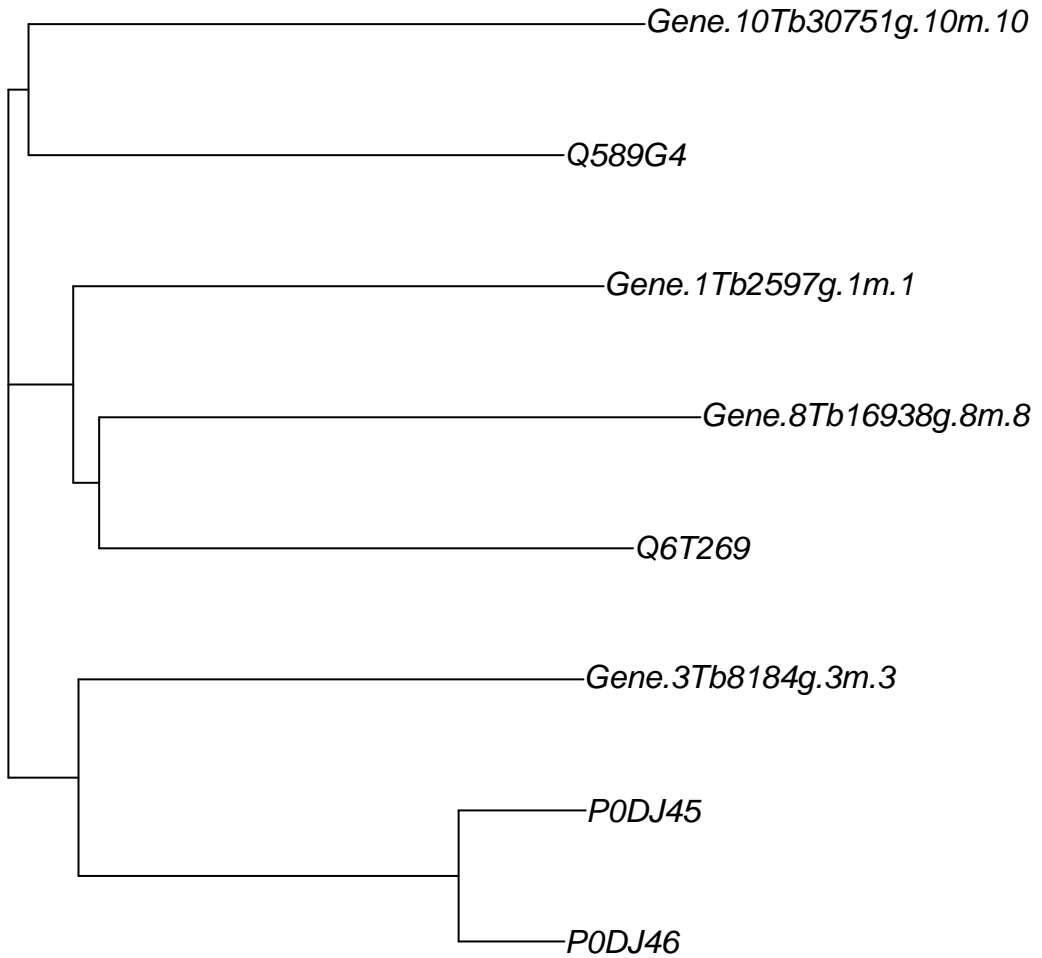 Gene.10Tb30751g.10m.10
Q589G4
Gene.1Tb2597g.1m.1
Gene.8Tb16938g.8m.8
Q6T269
Gene.3Tb8184g.3m.3
P0DJ45
P0DJ46